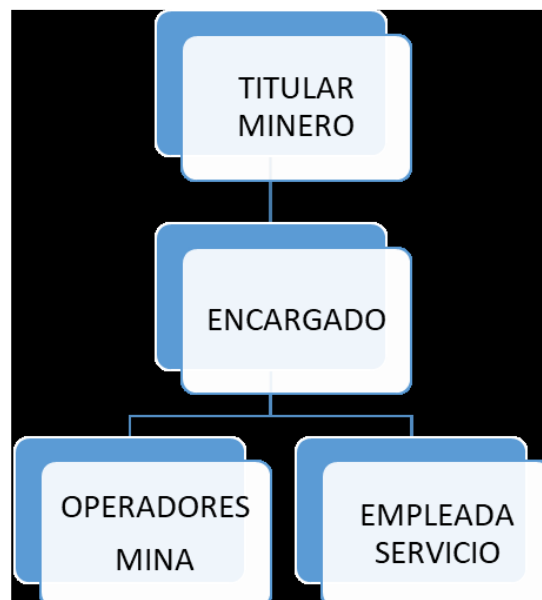 TITULAR
MINERO
ENCARGADO
OPERADORES
MINA
EMPLEADA
SERVICIO